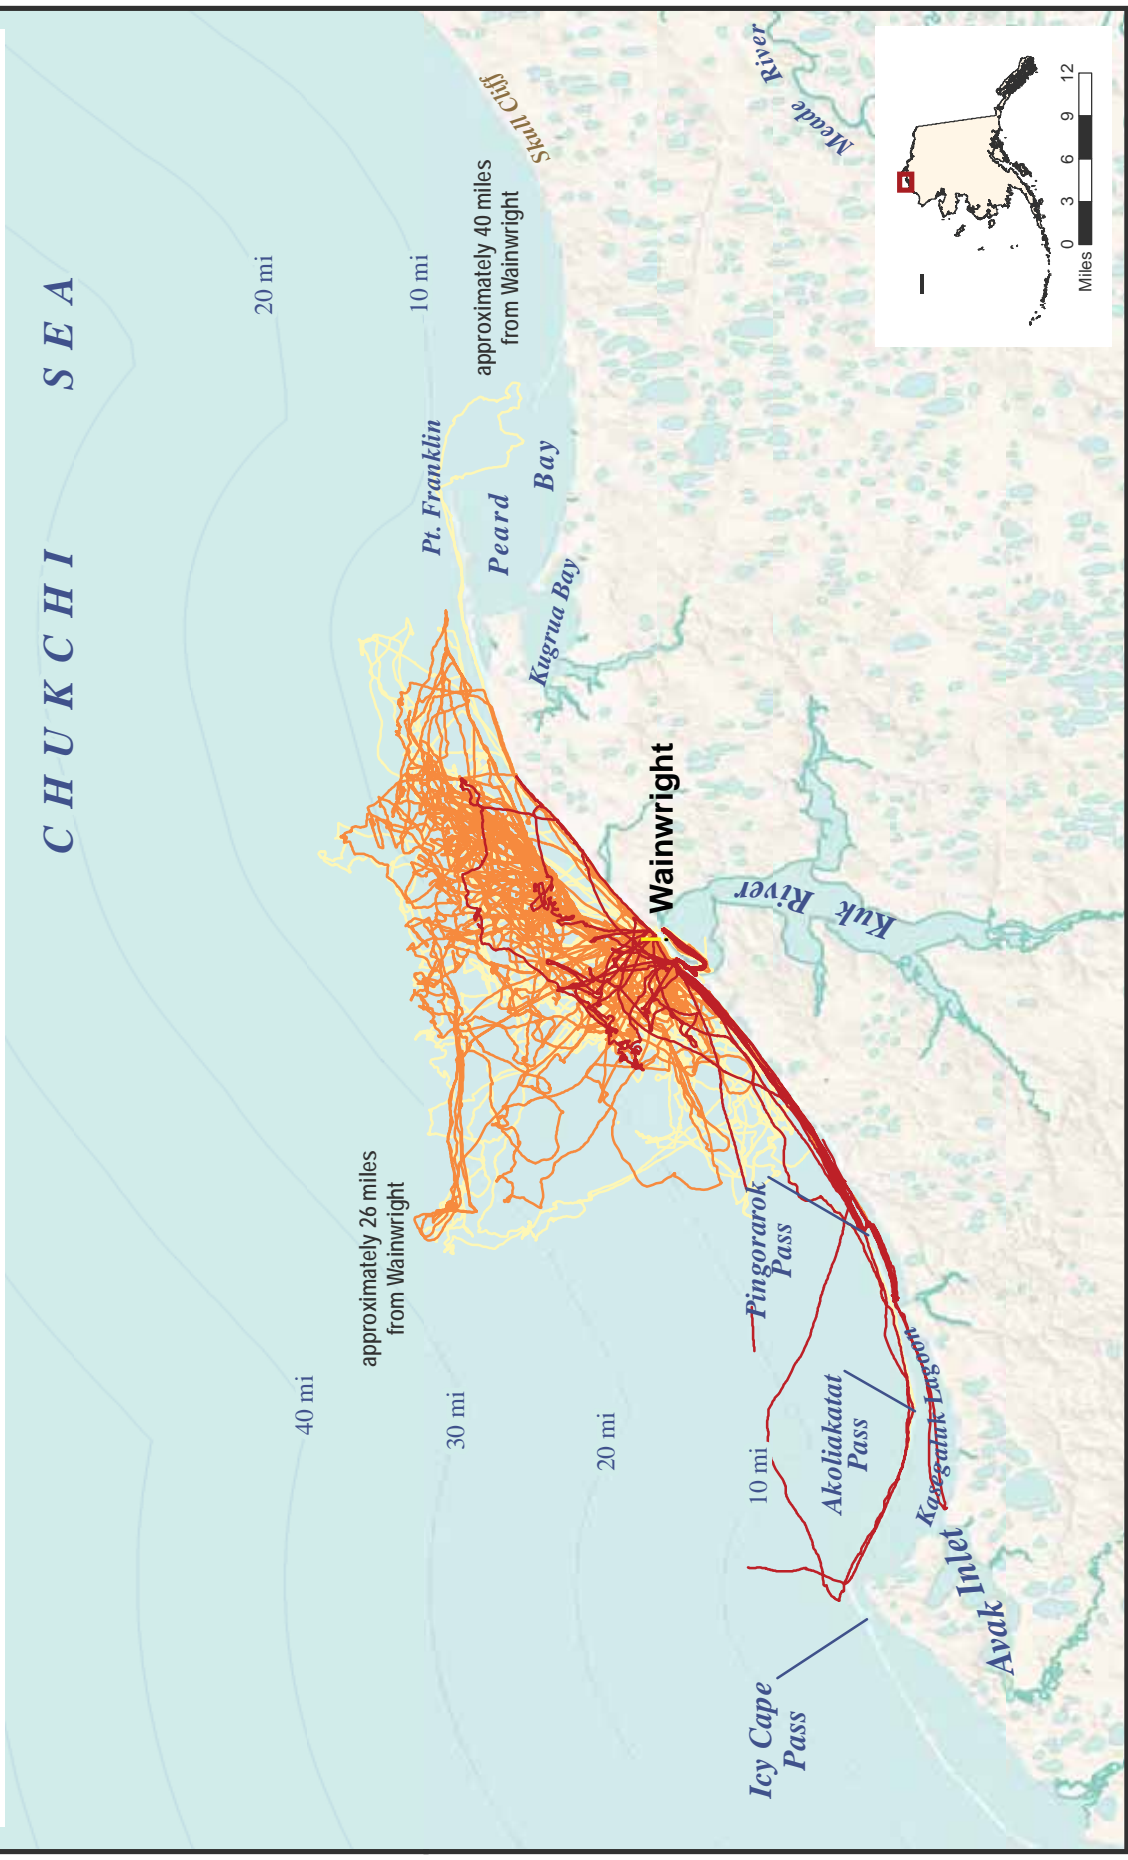 CHUKCHI SEA
20 mi
10 mi
approximately 40 miles
from Wainwright
Skull Cliff
Meade River
Pt. Franklin
Peard
Bay
Kugrua Bay
Wainwright
Kuk River
approximately 26 miles
from Wainwright
40 mi
30 mi
20 mi
10 mi
Pingorarok
Pass
Akoliakatat
Pass
Kasegaluk Lagoon
Avak Inlet
Icy Cape
Pass
0 3 6 9 12
Miles